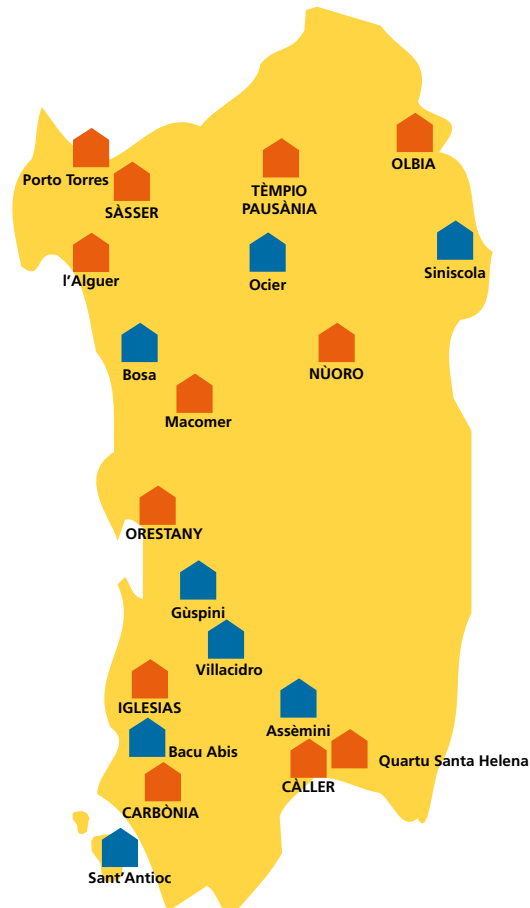 OLBIA
Porto Torres
TÈMPIO
PAUSÀNIA
SÀSSER
Siniscola
l'Alguer
Ocier
Bosa
NÙORO
Macomer
ORESTANY
Gùspini
Villacidro
IGLESIAS
Assèmini
Bacu Abis
Quartu Santa Helena
CÀLLER
CARBÒNIA
Sant'Antioc